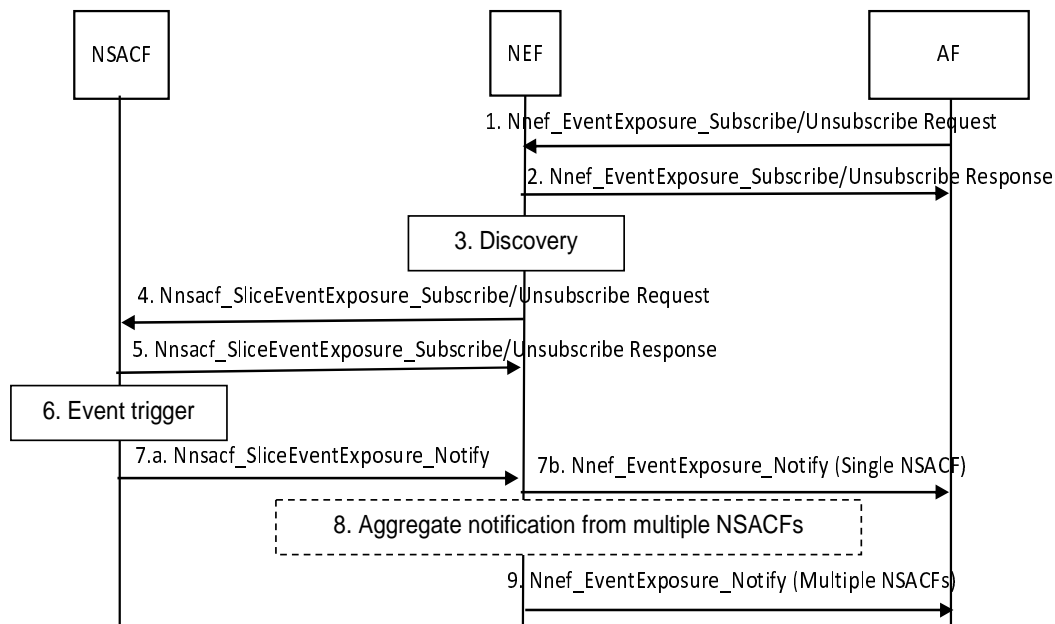 NSACF
NEF
AF
1. Nnef_EventExposure_Subscribe/Unsubscribe Request
2. Nnef_EventExposure_Subscribe/Unsubscribe Response
3. Discovery
4. Nnsacf_SliceEventExposure_Subscribe/Unsubscribe Request
5. Nnsacf_SliceEventExposure_Subscribe/Unsubscribe Response
6. Event trigger
7.a. Nnsacf_SliceEventExposure_Notify
7b. Nnef_EventExposure_Notify (Single NSACF)
8. Aggregate notification from multiple NSACFs
9. Nnef_EventExposure_Notify (Multiple NSACFs)